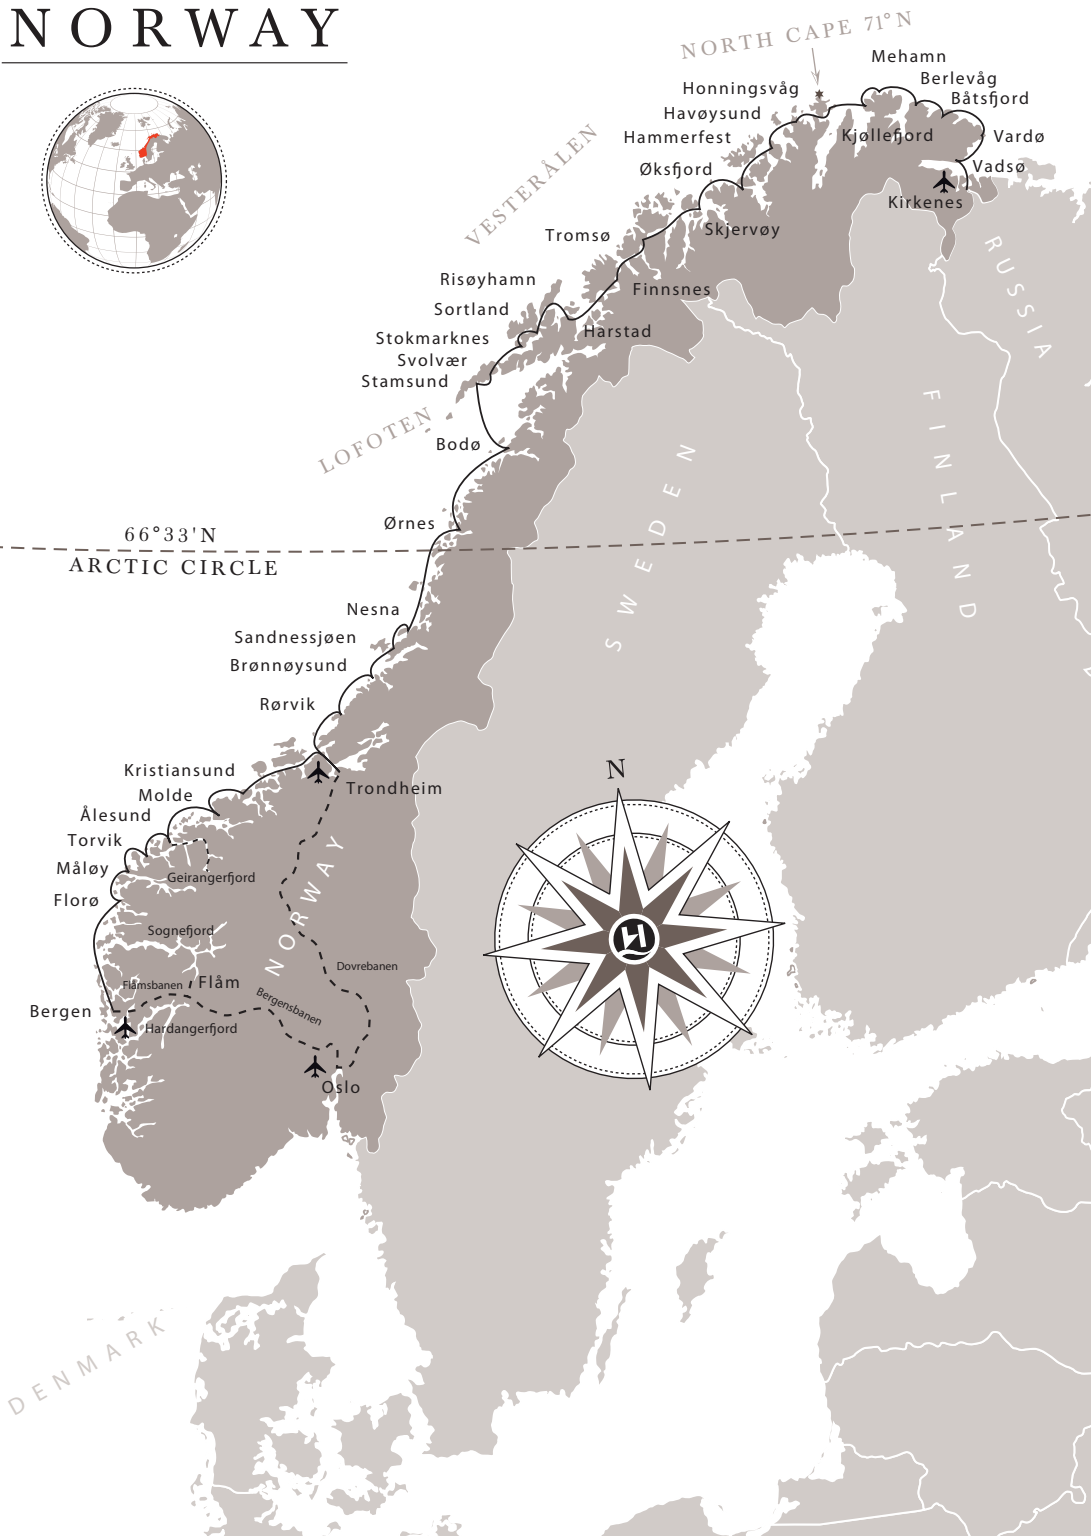 NORWAY
NORTH CAPE 71°N
Mehamn
Berlevåg
Båtsfjord
Honningsvåg
Havøysund
Hammerfest
Kjøllefjord
Vardø
Øksfjord
Vadsø
Kirkenes
VESTERÅLEN
Tromsø
Skjervøy
RUSSIA
Risøyhamn
Finnsnes
Sortland
Harstad
Stokmarknes
Svolvær
Stamsund
LOFOTEN
Bodø
FINLAND
SWEDEN
Ørnes
66°33'N
ARCTIC CIRCLE
Nesna
Sandnessjøen
Brønnøysund
Rørvik
Kristiansund
N
Trondheim
Molde
Ålesund
Torvik
Måløy
Geirangerfjord
Florø
NORWAY
Sognefjord
Dovrebanen
Flåmsbanen
Flåm
Bergensbanen
Bergen
Hardangerfjord
Oslo
H
DENMARK